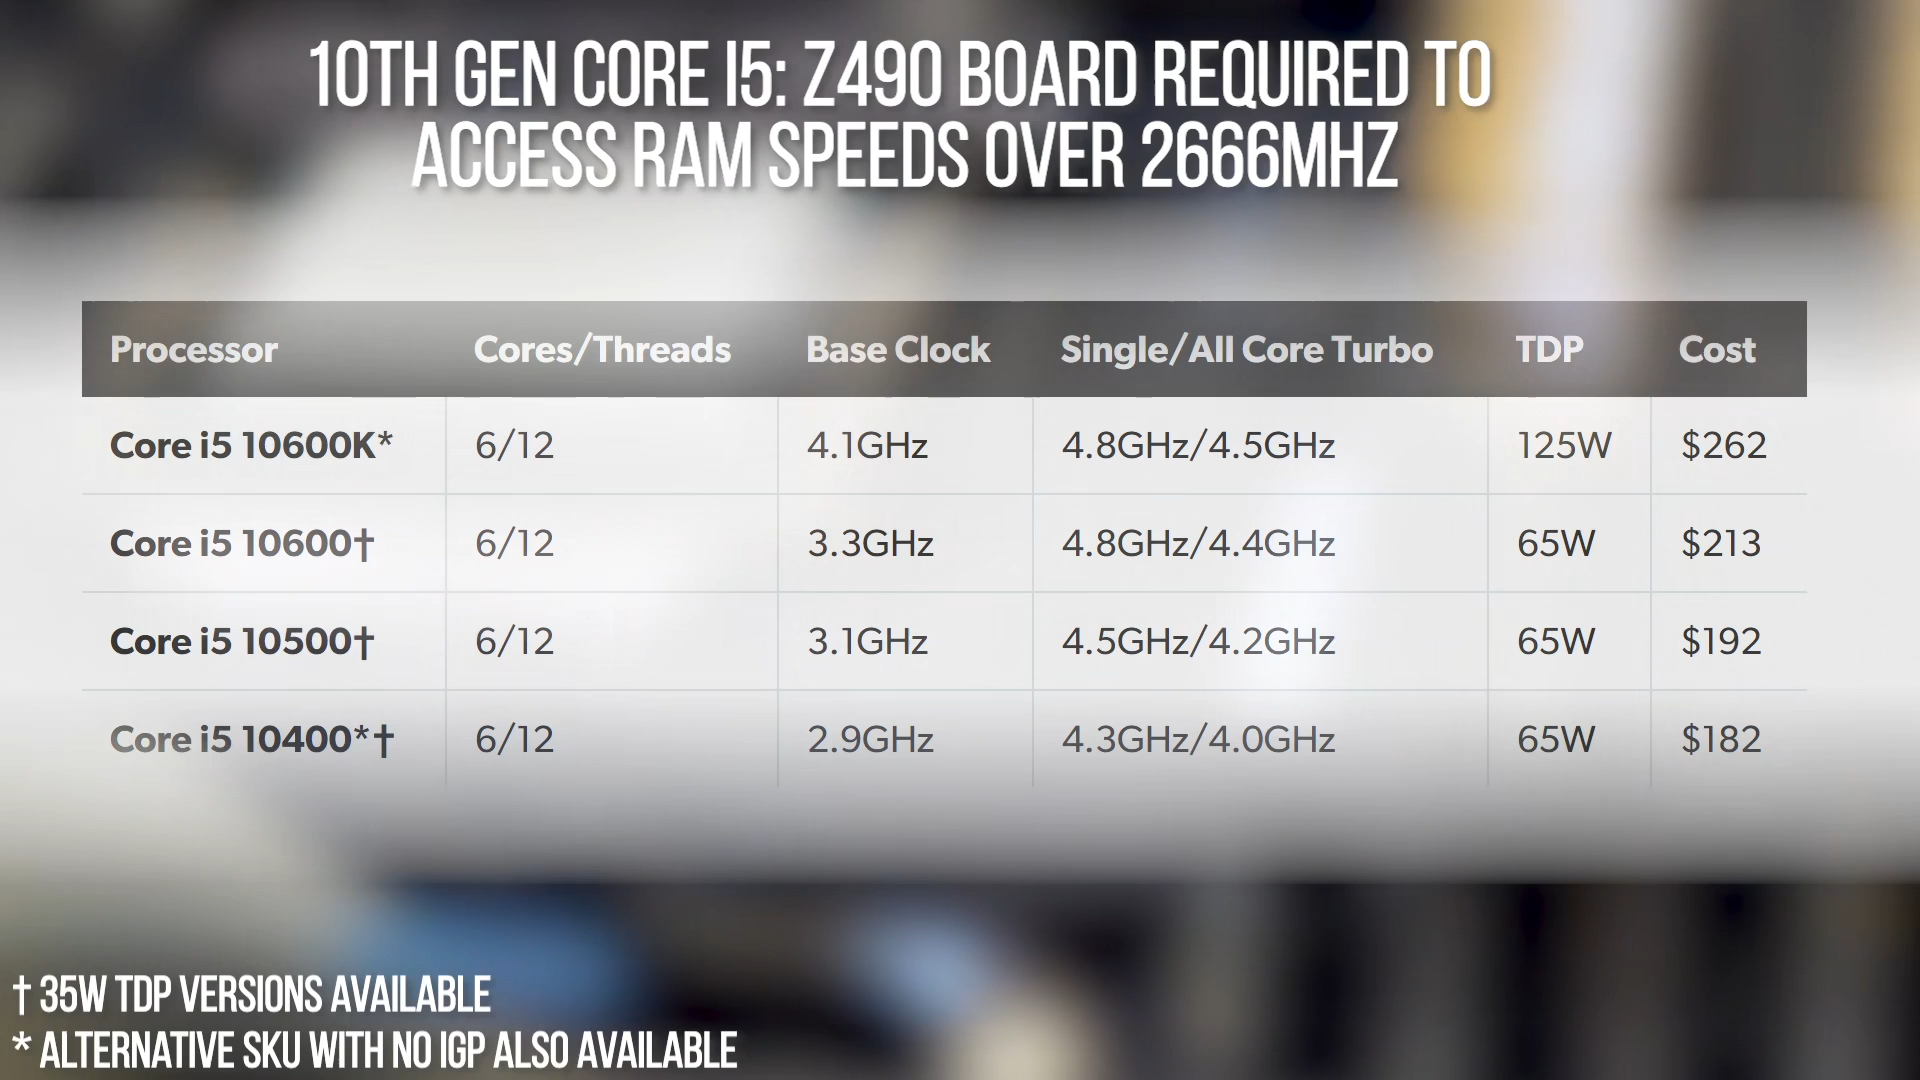 10TH GEN CORE I5: Z490 BOARD REQUIRED TO
ACCESS RAM SPEEDS OVER 2666MHZ
Processor Cores/Threads Base Clock Single/All Core Turbo TDP Cost
Core i5 10600K* 6/12 4.1GHz 4.8GHz/4.5GHz 125W $262
Core i5 10600† 6/12 3.3GHz 4.8GHz/4.4GHz 65W $213
Core i5 10500† 6/12 3.1GHz 4.5GHz/4.2GHz 65W $192
Core i5 10400*† 6/12 2.9GHz 4.3GHz/4.0GHz 65W $182
† 35W TDP VERSIONS AVAILABLE
* ALTERNATIVE SKU WITH NO IGP ALSO AVAILABLE